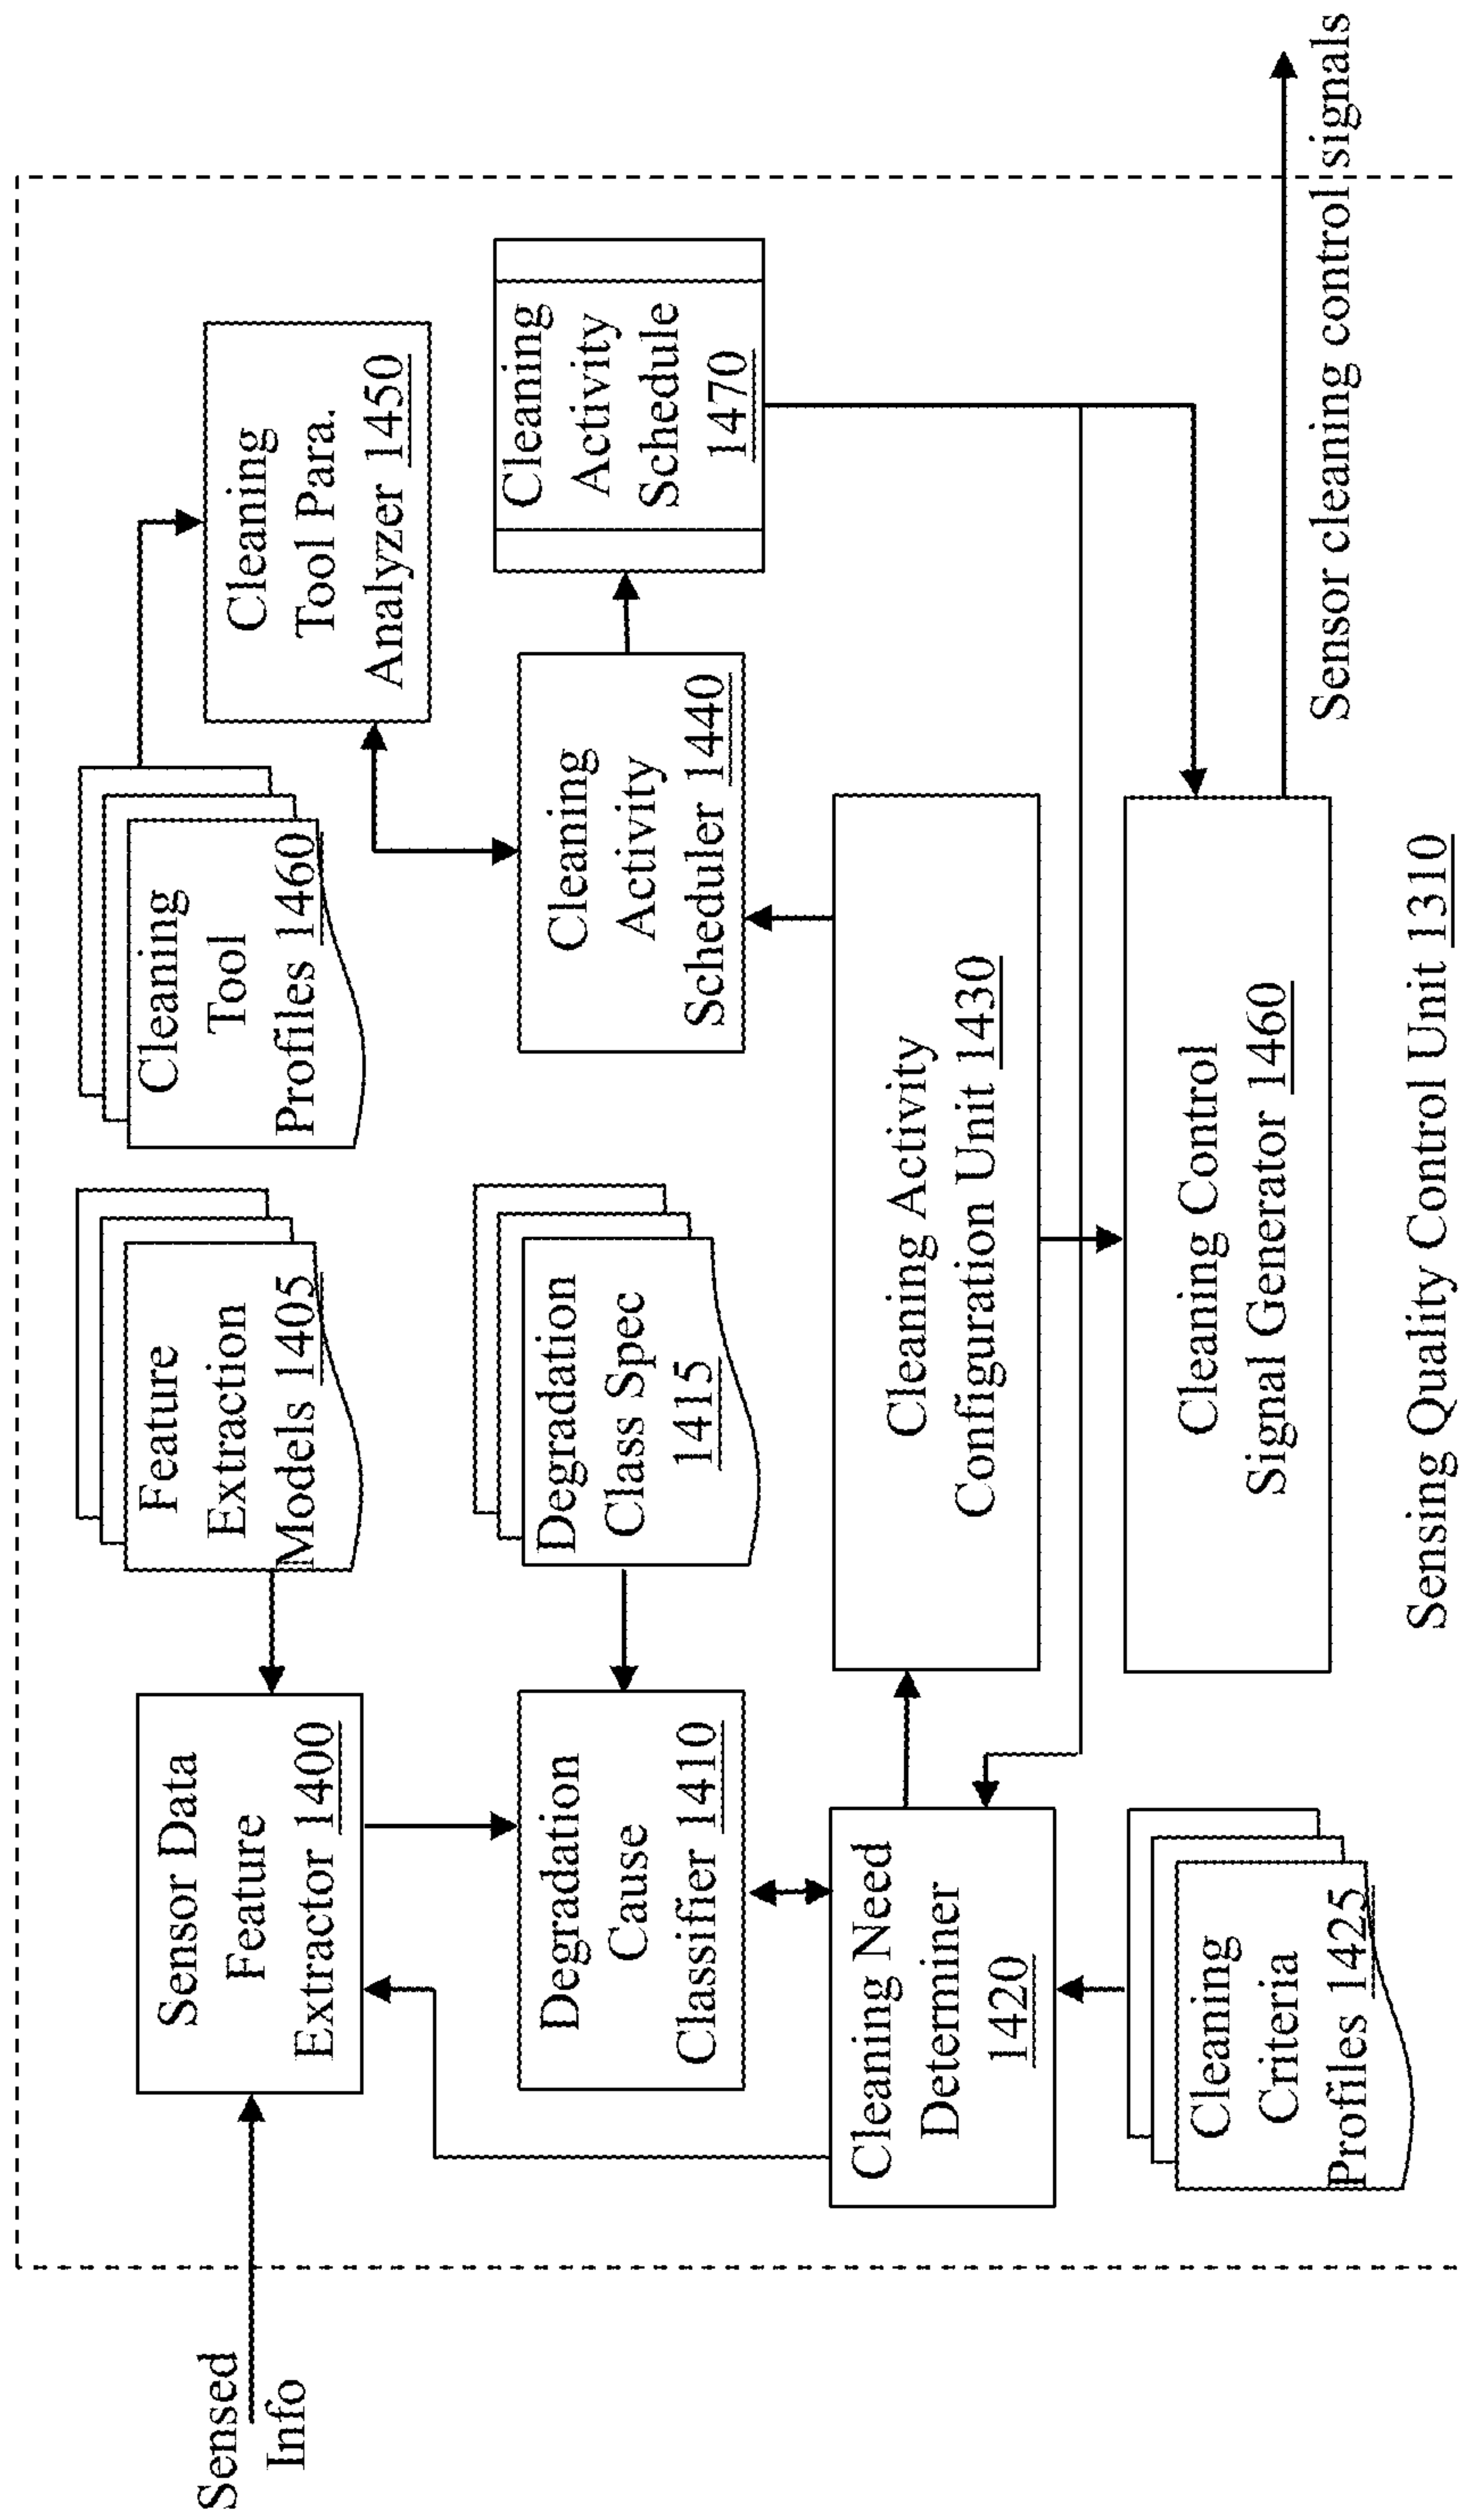 Sensed
Info
Sensor Data
Feature
Extractor 1400
Feature
Extraction
Models 1405
Cleaning
Tool
Profiles 1460
Cleaning
Tool Para.
Analyzer 1450
Degradation
Cause
Classifier 1410
Degradation
Class Spec
1415
Cleaning
Activity
Scheduler 1440
Cleaning
Activity
Schedule
1470
Cleaning Need
Determiner
1420
Cleaning Activity
Configuration Unit 1430
Cleaning
Criteria
Profiles 1425
Cleaning Control
Signal Generator 1460
Sensor cleaning control signals
Sensing Quality Control Unit 1310